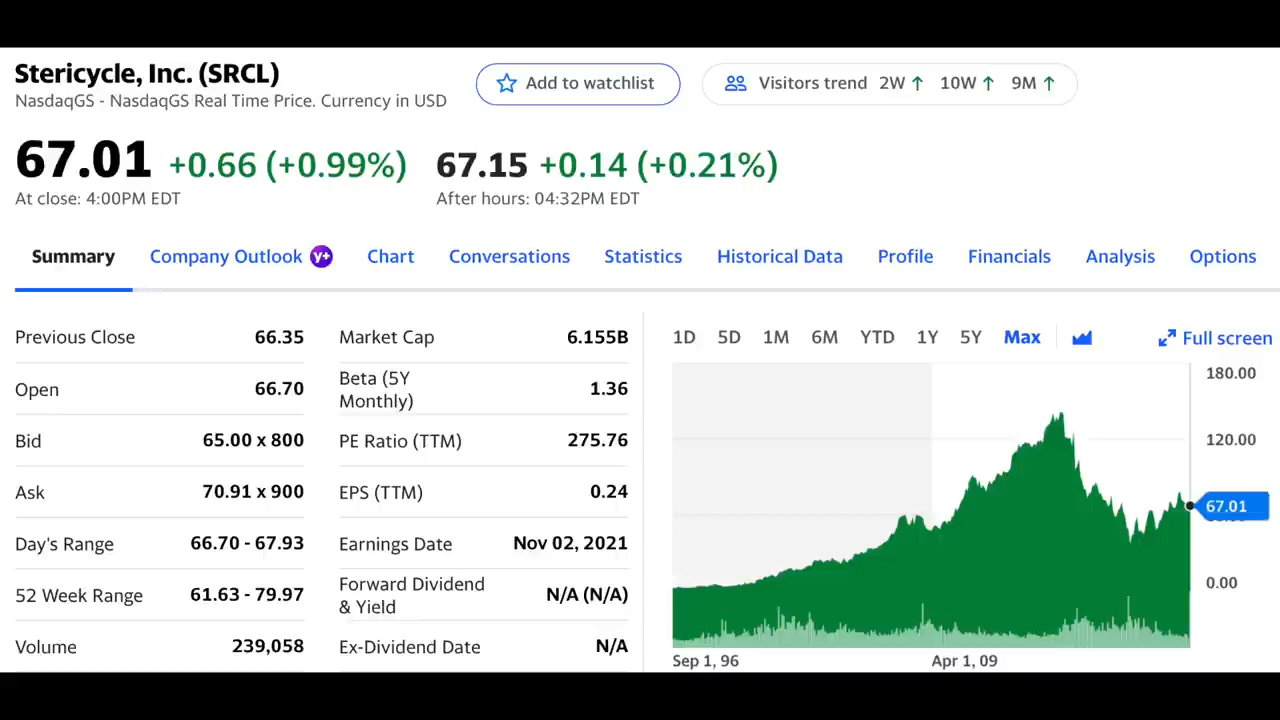 Stericycle, Inc. (SRCL)
NasdaqGS - NasdaqGS Real Time Price. Currency in USD
Add to watchlist
Visitors trend 2W ↑ 10W ↑ 9M ↑
67.01 +0.66 (+0.99%)
At close: 4:00PM EDT
67.15 +0.14 (+0.21%)
After hours: 04:32PM EDT
Summary Company Outlook y+ Chart Conversations Statistics Historical Data Profile Financials Analysis Options
Previous Close 66.35
Open 66.70
Bid 65.00 x 800
Ask 70.91 x 900
Day's Range 66.70 - 67.93
52 Week Range 61.63 - 79.97
Volume 239,058
Market Cap 6.155B
Beta (5Y
Monthly) 1.36
PE Ratio (TTM) 275.76
EPS (TTM) 0.24
Earnings Date Nov 02, 2021
Forward Dividend
& Yield N/A (N/A)
Ex-Dividend Date N/A
1D 5D 1M 6M YTD 1Y 5Y Max Full screen
180.00
120.00
67.01
0.00
Sep 1, 96 Apr 1, 09